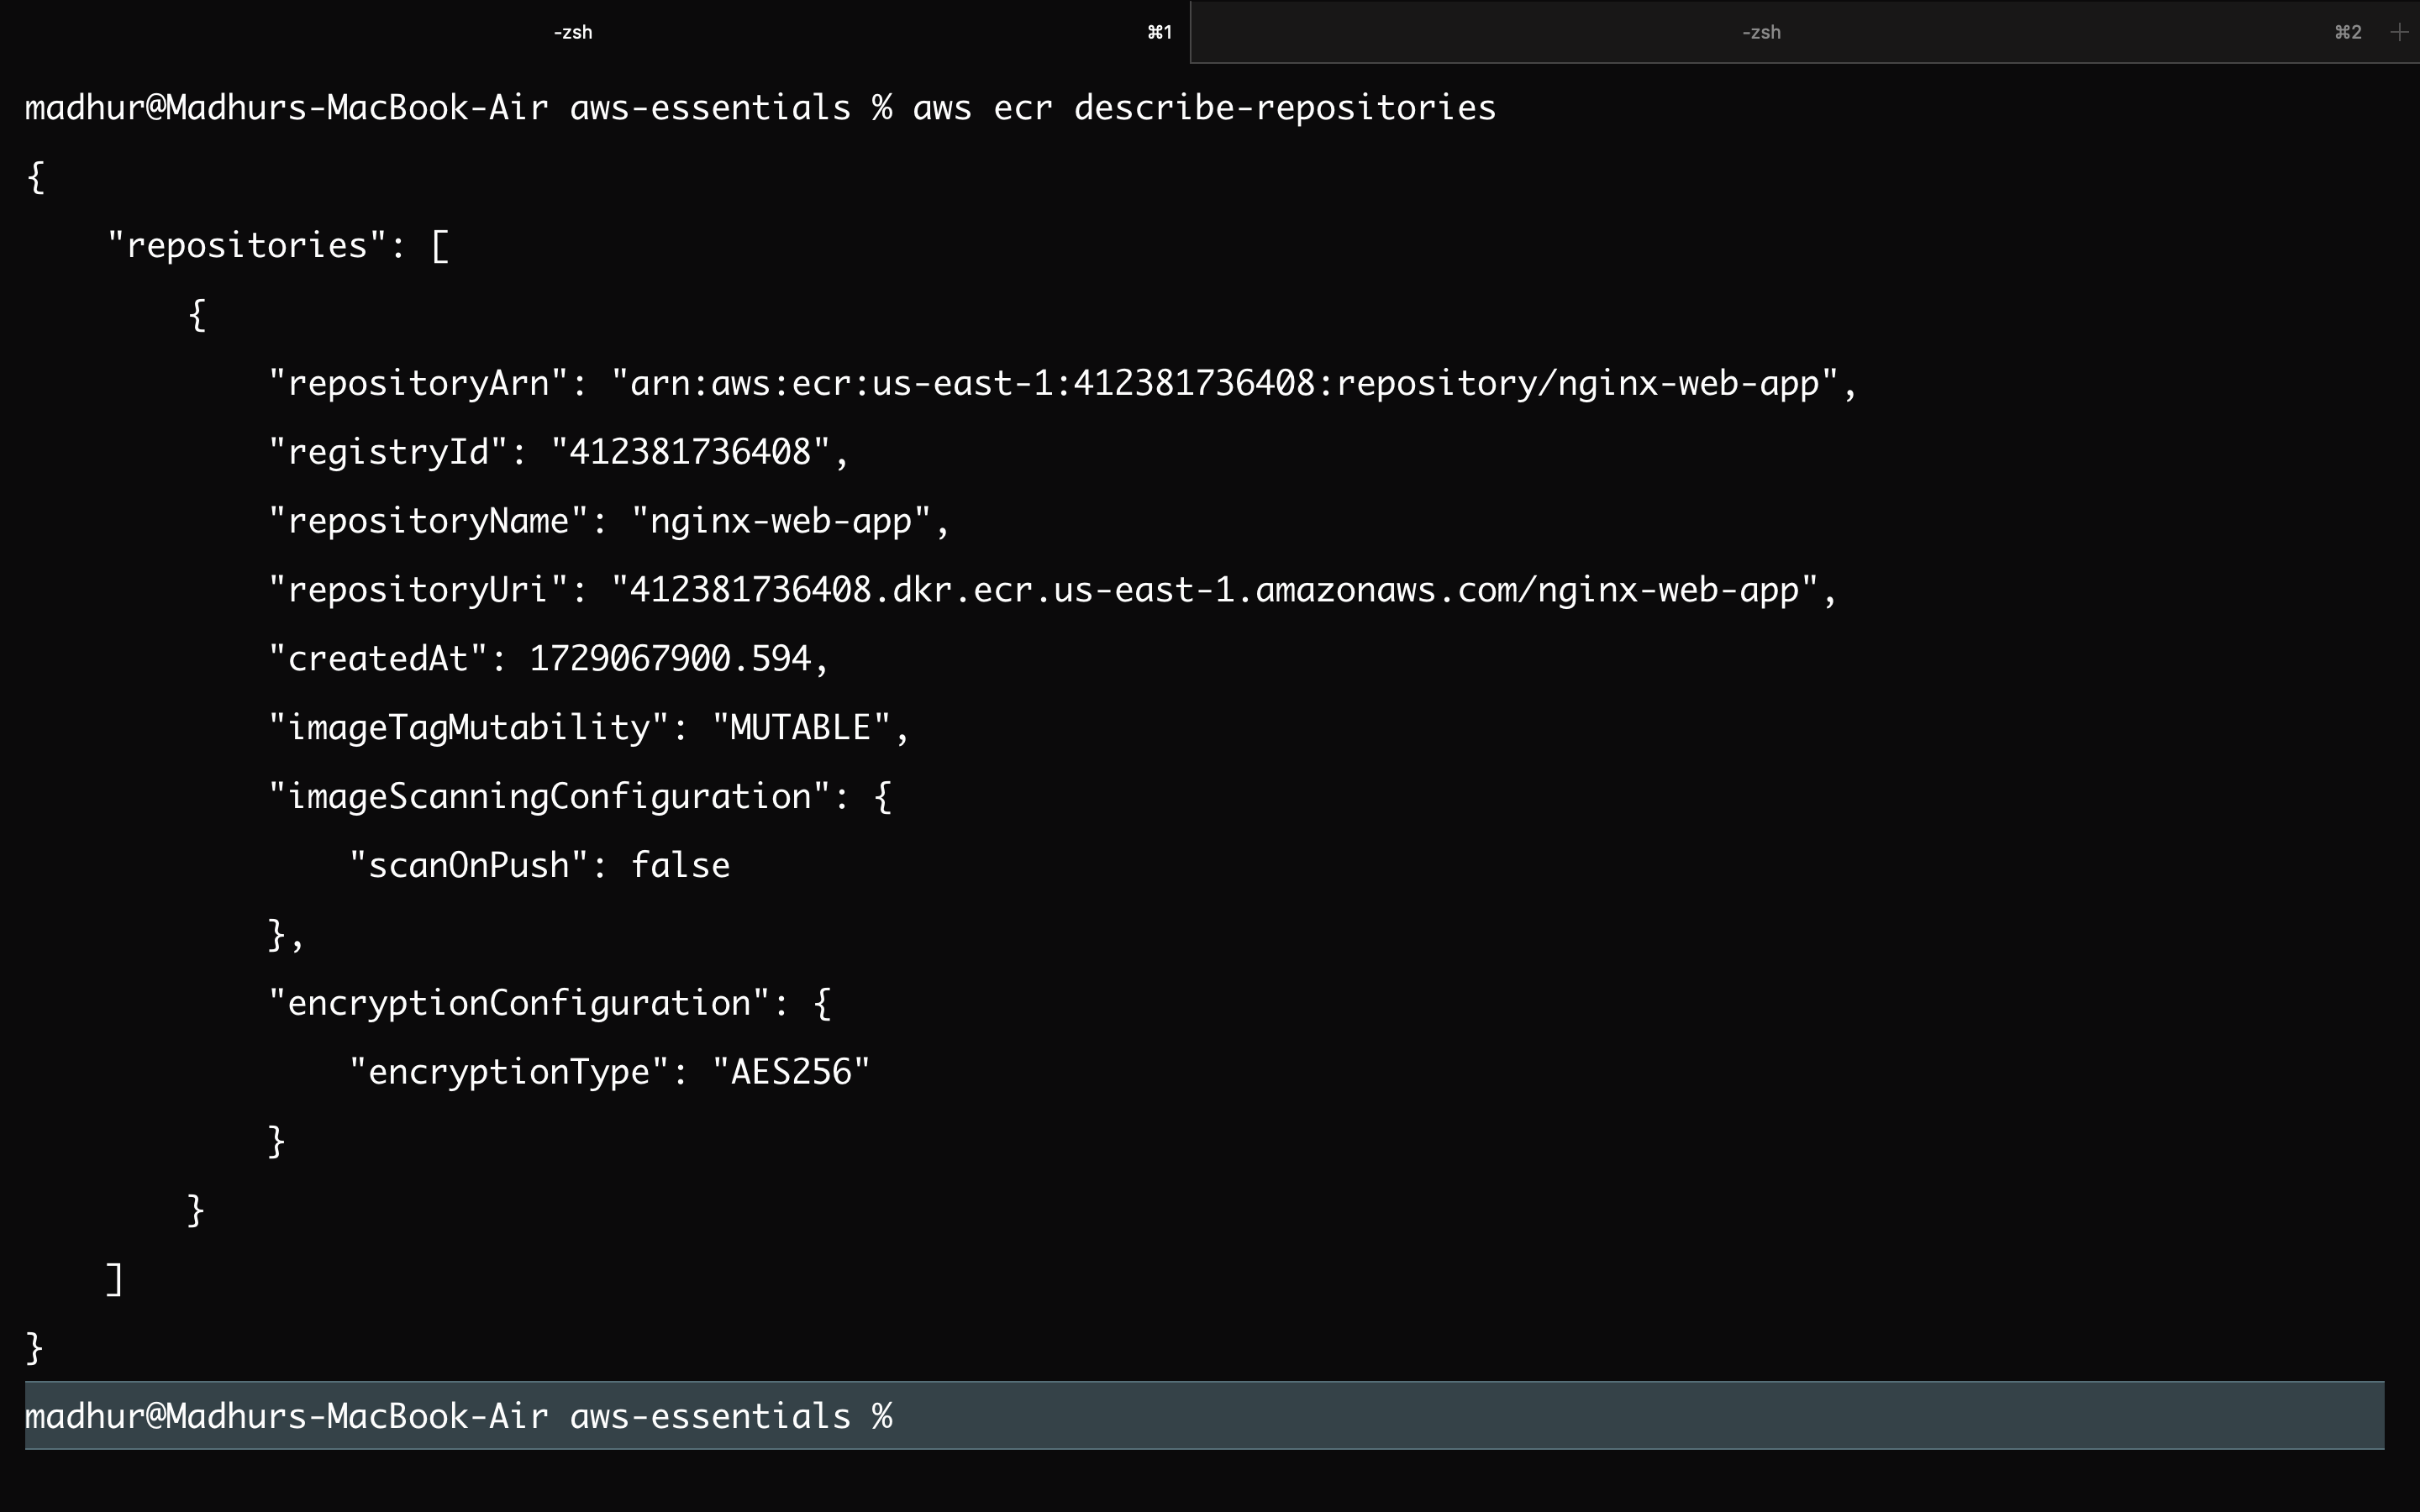 -zsh ⌘1 -zsh ⌘2 +
madhur@Madhurs-MacBook-Air aws-essentials % aws ecr describe-repositories
{
    "repositories": [
        {
            "repositoryArn": "arn:aws:ecr:us-east-1:412381736408:repository/nginx-web-app",
            "registryId": "412381736408",
            "repositoryName": "nginx-web-app",
            "repositoryUri": "412381736408.dkr.ecr.us-east-1.amazonaws.com/nginx-web-app",
            "createdAt": 1729067900.594,
            "imageTagMutability": "MUTABLE",
            "imageScanningConfiguration": {
                "scanOnPush": false
            },
            "encryptionConfiguration": {
                "encryptionType": "AES256"
            }
        }
    ]
}
madhur@Madhurs-MacBook-Air aws-essentials %